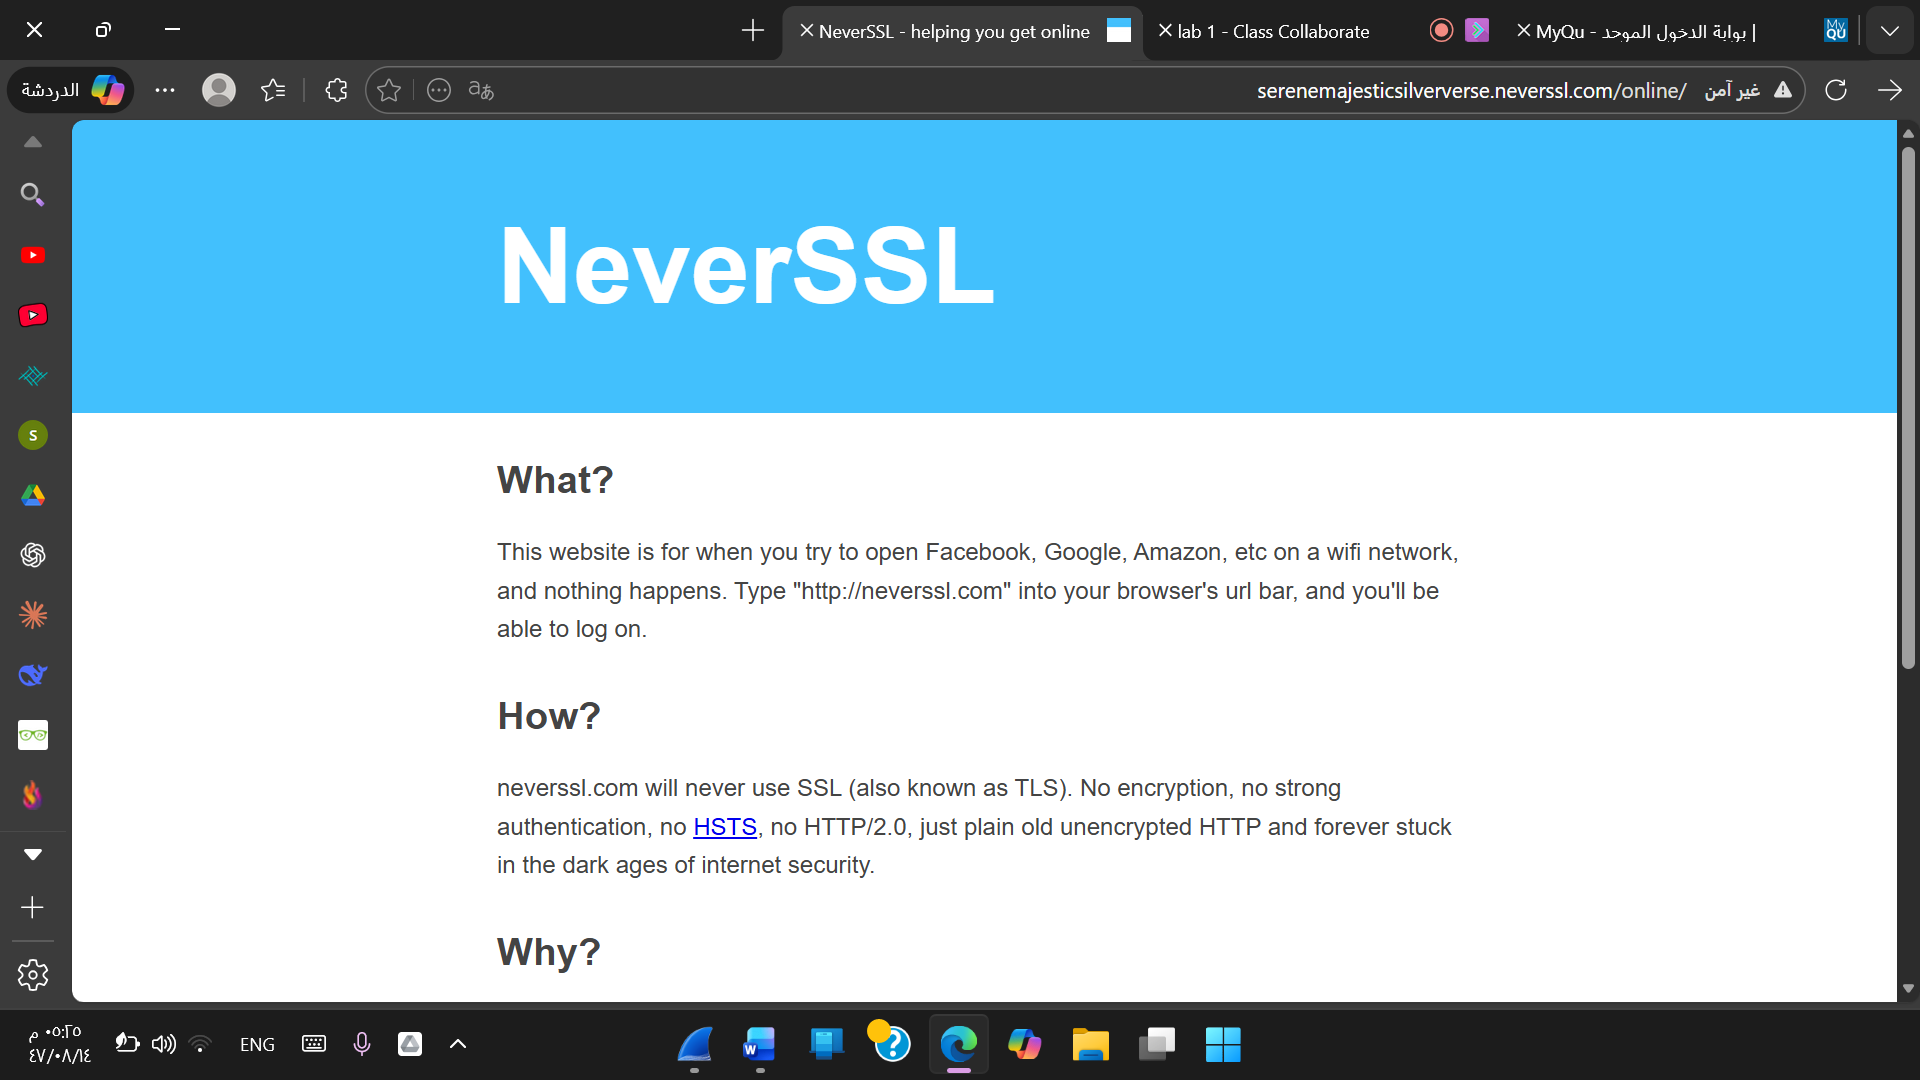 NeverSSL - helping you get online
lab 1 - Class Collaborate
MyQu - بوابة الدخول الموحد |
My
QU
الدردشة
aあ
serenemajesticsilververse.neverssl.com/online/
غير آمن
NeverSSL
What?
This website is for when you try to open Facebook, Google, Amazon, etc on a wifi network,
and nothing happens. Type "http://neverssl.com" into your browser's url bar, and you'll be
able to log on.
How?
neverssl.com will never use SSL (also known as TLS). No encryption, no strong
authentication, no HSTS, no HTTP/2.0, just plain old unencrypted HTTP and forever stuck
in the dark ages of internet security.
Why?
S
٠٥:٢٥ م
٤٧/٠٨/١٤
ENG
W